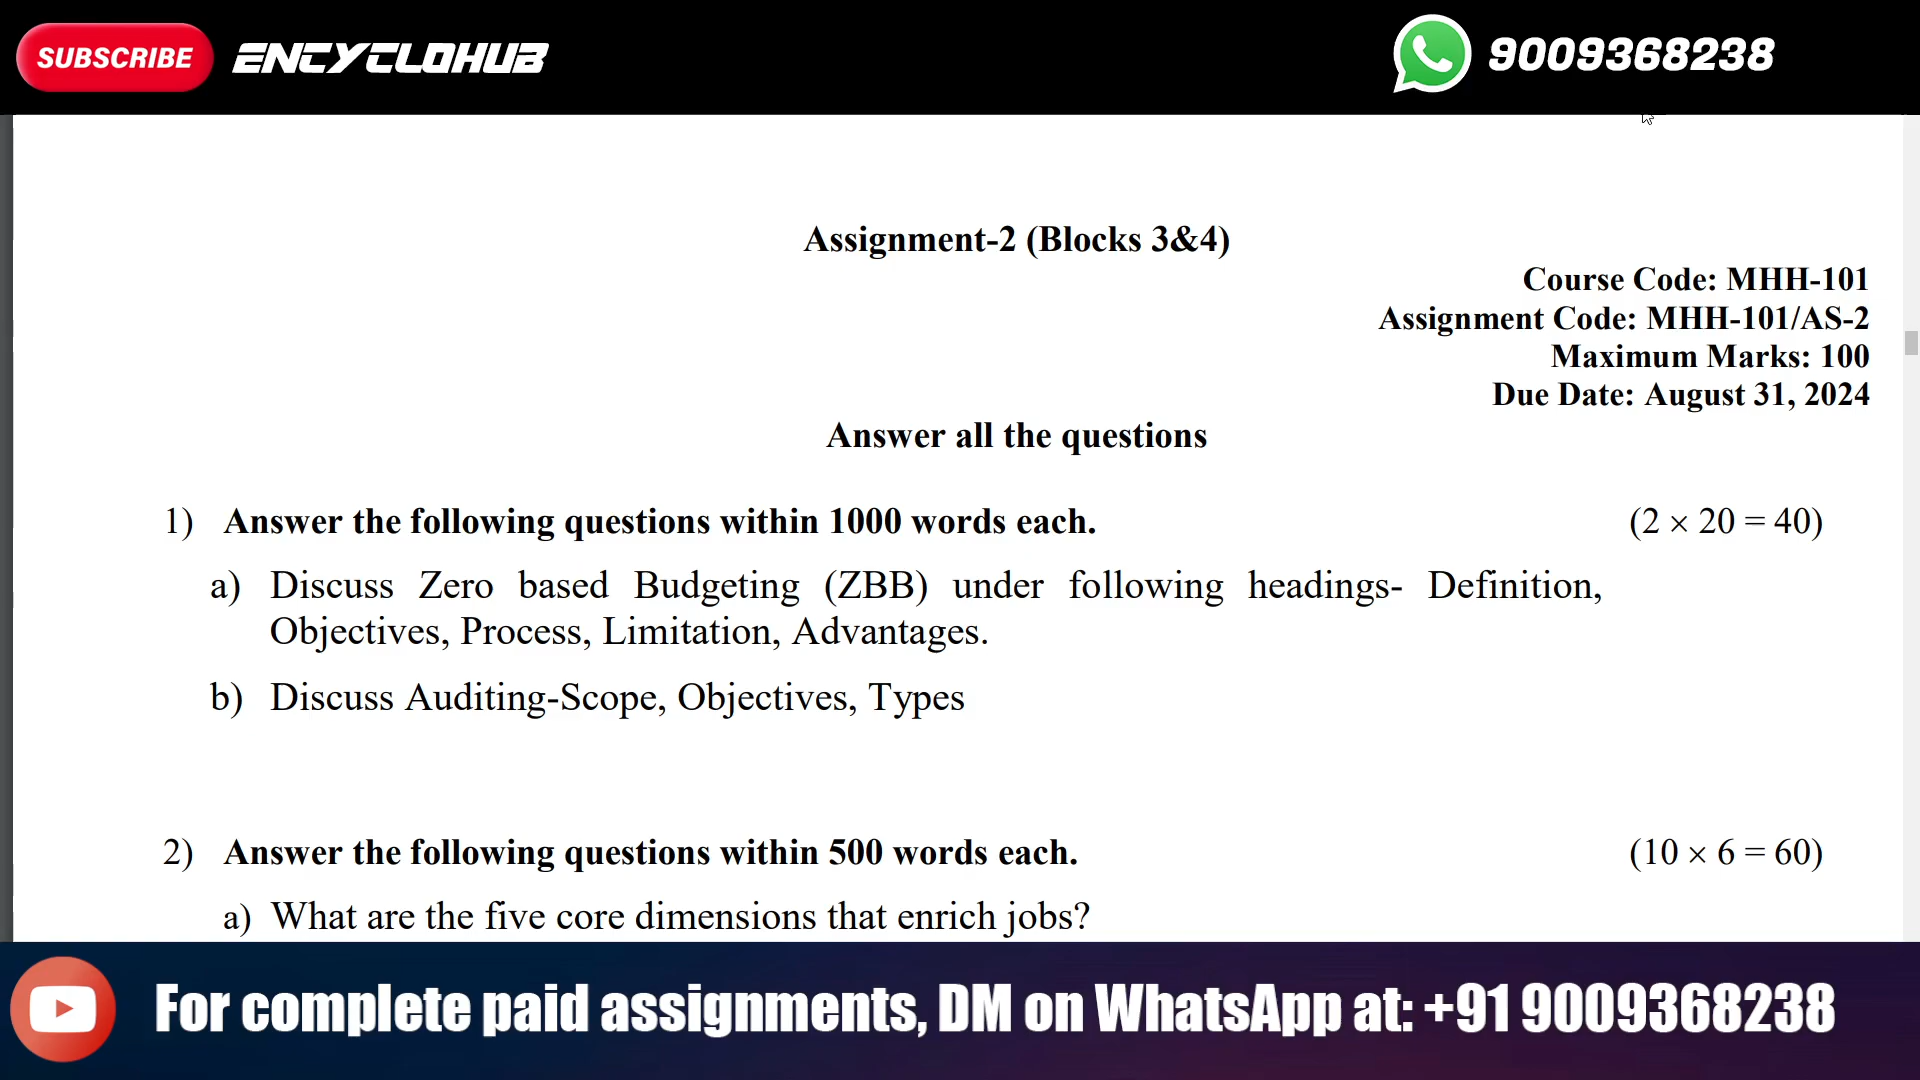 SUBSCRIBE ENCYCLOHUB 9009368238
Assignment-2 (Blocks 3&4)
Course Code: MHH-101
Assignment Code: MHH-101/AS-2
Maximum Marks: 100
Due Date: August 31, 2024
Answer all the questions
1) Answer the following questions within 1000 words each. (2 × 20 = 40)
a) Discuss Zero based Budgeting (ZBB) under following headings- Definition,
Objectives, Process, Limitation, Advantages.
b) Discuss Auditing-Scope, Objectives, Types
2) Answer the following questions within 500 words each. (10 × 6 = 60)
a) What are the five core dimensions that enrich jobs?
For complete paid assignments, DM on WhatsApp at: +91 9009368238